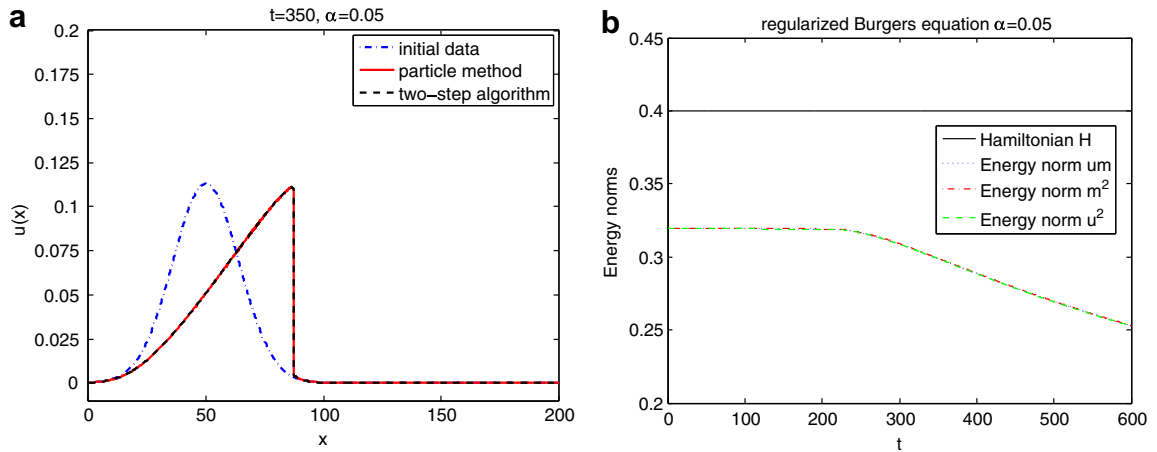 a
t=350, α=0.05
0.2
0.175
0.15
0.125
0.1
0.075
0.05
0.025
0
u(x)
initial data
particle method
two−step algorithm
0
50
100
150
200
x
b
regularized Burgers equation α=0.05
0.45
0.4
0.35
0.3
0.25
0.2
Energy norms
Hamiltonian H
Energy norm um
Energy norm m²
Energy norm u²
0
100
200
300
400
500
600
t